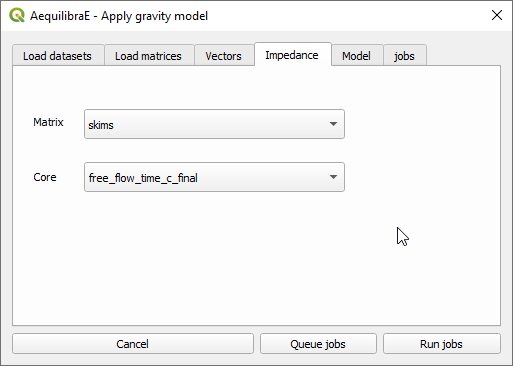 AequilibraE - Apply gravity model
Load datasets Load matrices Vectors Impedance Model jobs
Matrix skims
Core free_flow_time_c_final
Cancel Queue jobs Run jobs